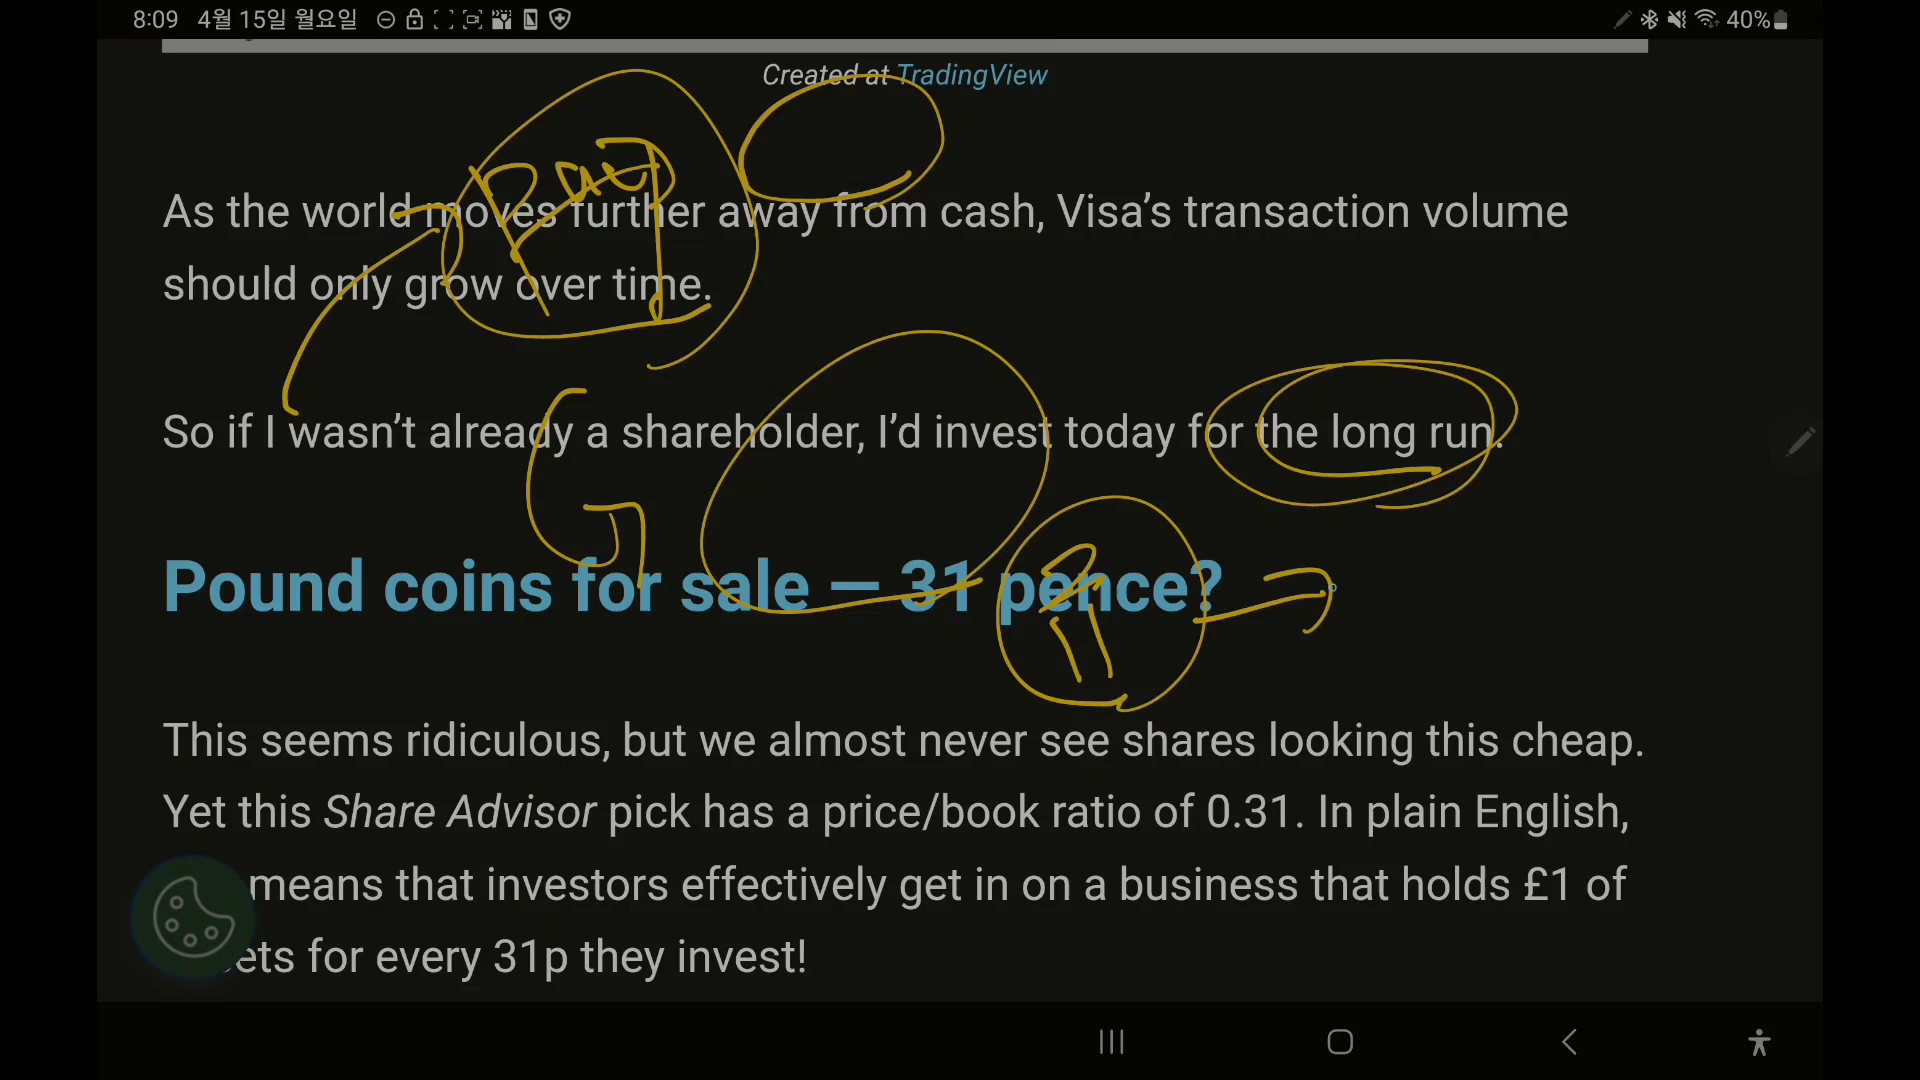 8:09 4월 15일 월요일
40%
Created at TradingView
As the world moves further away from cash, Visa’s transaction volume
should only grow over time.
So if I wasn’t already a shareholder, I’d invest today for the long run.
Pound coins for sale — 31 pence?
This seems ridiculous, but we almost never see shares looking this cheap.
Yet this Share Advisor pick has a price/book ratio of 0.31. In plain English,
means that investors effectively get in on a business that holds £1 of
ets for every 31p they invest!